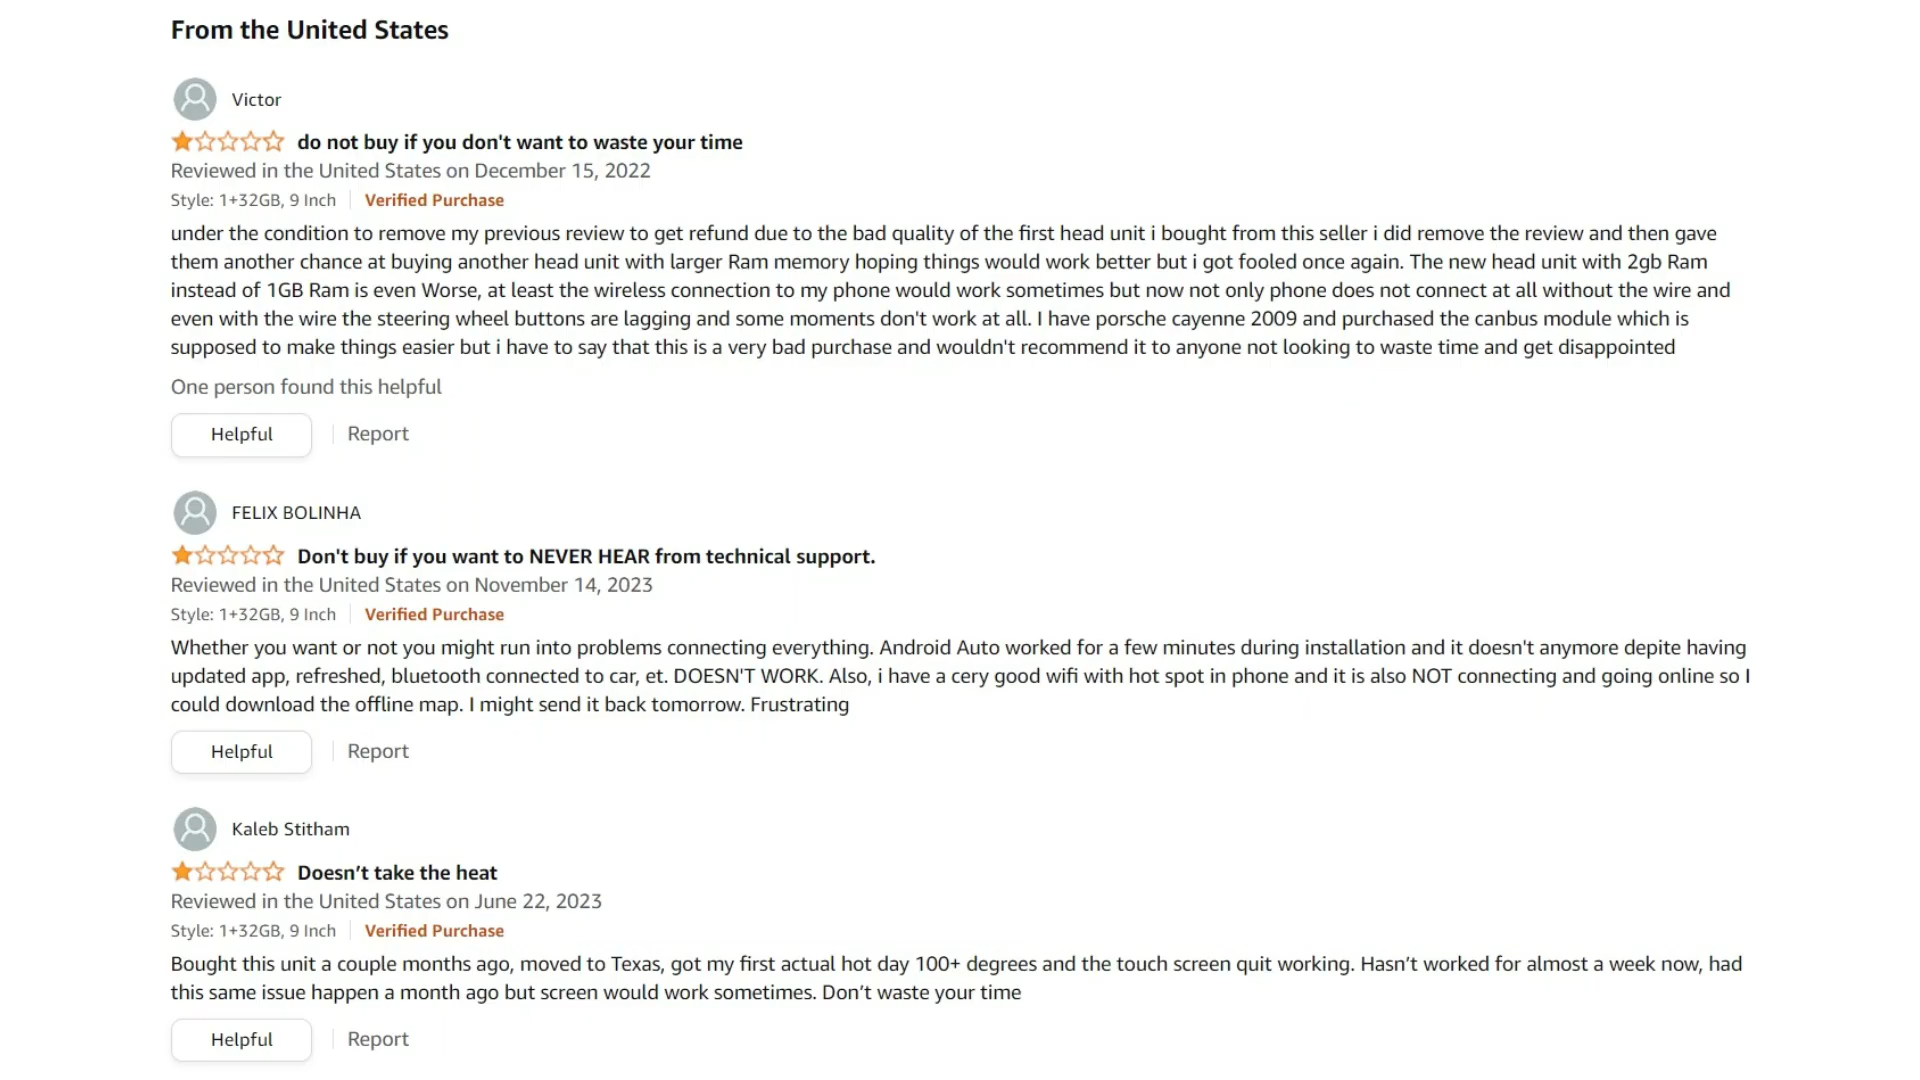 From the United States
Victor
do not buy if you don't want to waste your time
Reviewed in the United States on December 15, 2022
Style: 1+32GB, 9 Inch | Verified Purchase
under the condition to remove my previous review to get refund due to the bad quality of the first head unit i bought from this seller i did remove the review and then gave
them another chance at buying another head unit with larger Ram memory hoping things would work better but i got fooled once again. The new head unit with 2gb Ram
instead of 1GB Ram is even Worse, at least the wireless connection to my phone would work sometimes but now not only phone does not connect at all without the wire and
even with the wire the steering wheel buttons are lagging and some moments don't work at all. I have porsche cayenne 2009 and purchased the canbus module which is
supposed to make things easier but i have to say that this is a very bad purchase and wouldn't recommend it to anyone not looking to waste time and get disappointed
One person found this helpful
Helpful | Report
FELIX BOLINHA
Don't buy if you want to NEVER HEAR from technical support.
Reviewed in the United States on November 14, 2023
Style: 1+32GB, 9 Inch | Verified Purchase
Whether you want or not you might run into problems connecting everything. Android Auto worked for a few minutes during installation and it doesn't anymore depite having
updated app, refreshed, bluetooth connected to car, et. DOESN'T WORK. Also, i have a cery good wifi with hot spot in phone and it is also NOT connecting and going online so I
could download the offline map. I might send it back tomorrow. Frustrating
Helpful | Report
Kaleb Stitham
Doesn’t take the heat
Reviewed in the United States on June 22, 2023
Style: 1+32GB, 9 Inch | Verified Purchase
Bought this unit a couple months ago, moved to Texas, got my first actual hot day 100+ degrees and the touch screen quit working. Hasn’t worked for almost a week now, had
this same issue happen a month ago but screen would work sometimes. Don’t waste your time
Helpful | Report